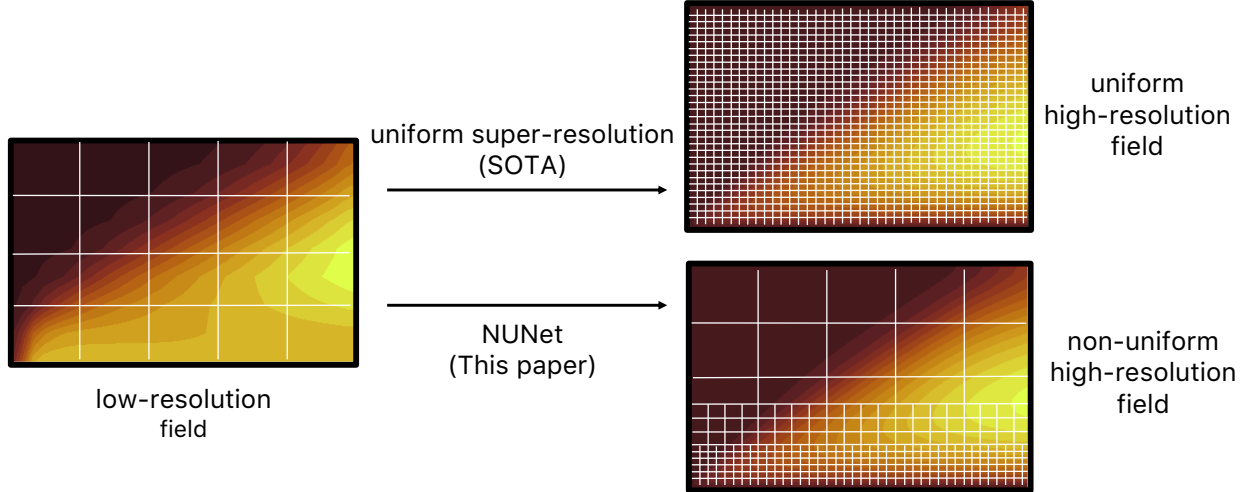 low-resolution
field
uniform super-resolution
(SOTA)
NUNet
(This paper)
uniform
high-resolution
field
non-uniform
high-resolution
field